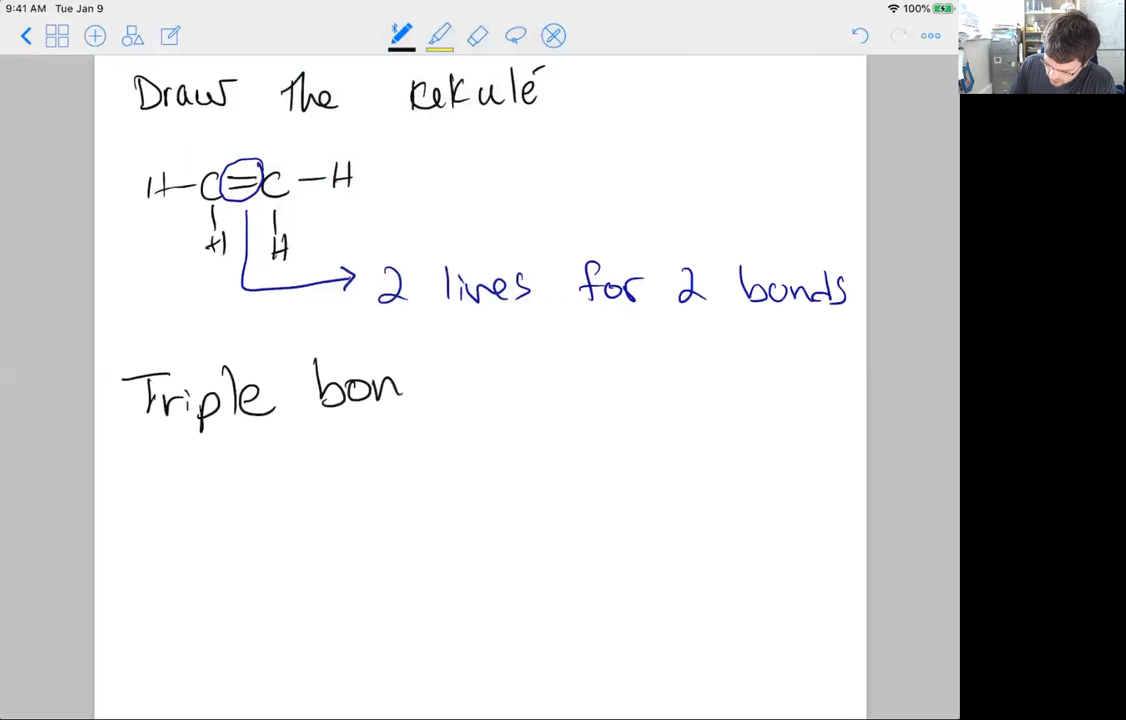 9:41 AM Tue Jan 9
100%
Draw the kekulé
H-C=C-H
H H
2 lines for 2 bonds
Triple bon